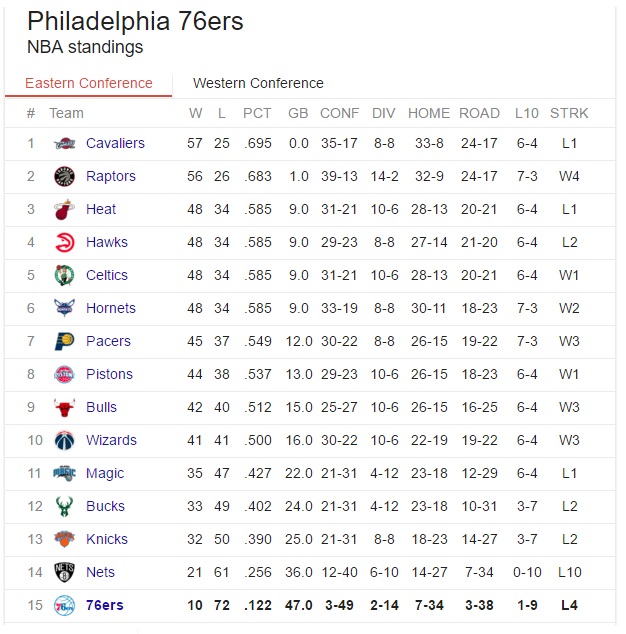 Philadelphia 76ers
NBA standings
Eastern Conference Western Conference
# Team W L PCT GB CONF DIV HOME ROAD L10 STRK
1 Cavaliers 57 25 .695 0.0 35-17 8-8 33-8 24-17 6-4 L1
2 Raptors 56 26 .683 1.0 39-13 14-2 32-9 24-17 7-3 W4
3 Heat 48 34 .585 9.0 31-21 10-6 28-13 20-21 6-4 L1
4 Hawks 48 34 .585 9.0 29-23 8-8 27-14 21-20 6-4 L2
5 Celtics 48 34 .585 9.0 31-21 10-6 28-13 20-21 6-4 W1
6 Hornets 48 34 .585 9.0 33-19 8-8 30-11 18-23 7-3 W2
7 Pacers 45 37 .549 12.0 30-22 8-8 26-15 19-22 7-3 W3
8 Pistons 44 38 .537 13.0 29-23 10-6 26-15 18-23 6-4 W1
9 Bulls 42 40 .512 15.0 25-27 10-6 26-15 16-25 6-4 W3
10 Wizards 41 41 .500 16.0 30-22 10-6 22-19 19-22 6-4 W3
11 Magic 35 47 .427 22.0 21-31 4-12 23-18 12-29 6-4 L1
12 Bucks 33 49 .402 24.0 21-31 4-12 23-18 10-31 3-7 L2
13 Knicks 32 50 .390 25.0 21-31 8-8 18-23 14-27 3-7 L2
14 Nets 21 61 .256 36.0 12-40 6-10 14-27 7-34 0-10 L10
15 76ers 10 72 .122 47.0 3-49 2-14 7-34 3-38 1-9 L4